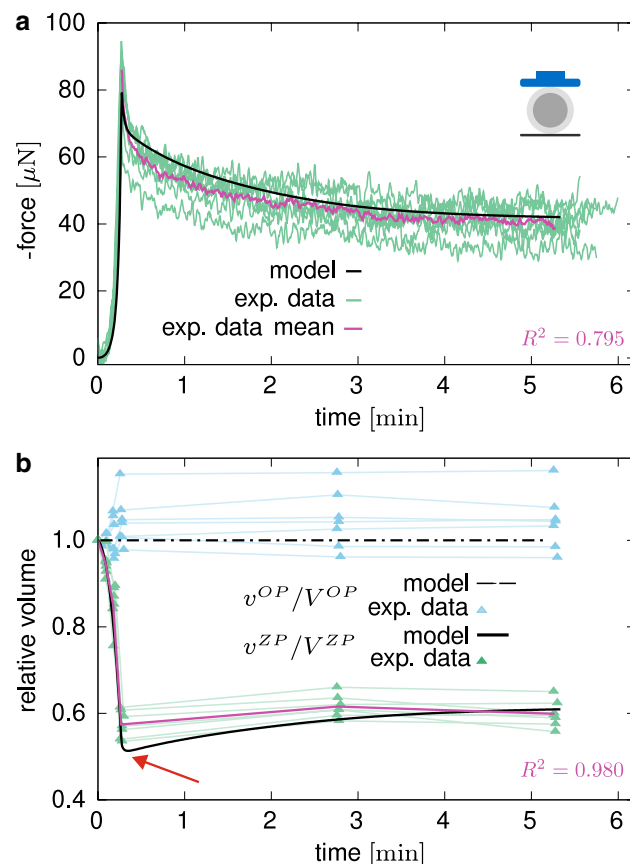 a
100
80
60
40
20
0
-force [μN]
model
exp. data
exp. data mean
R² = 0.795
0 1 2 3 4 5 6
time [min]
b
1.0
0.8
0.6
0.4
relative volume
v^{OP}/V^{OP} model
exp. data
v^{ZP}/V^{ZP} model
exp. data
R² = 0.980
0 1 2 3 4 5 6
time [min]